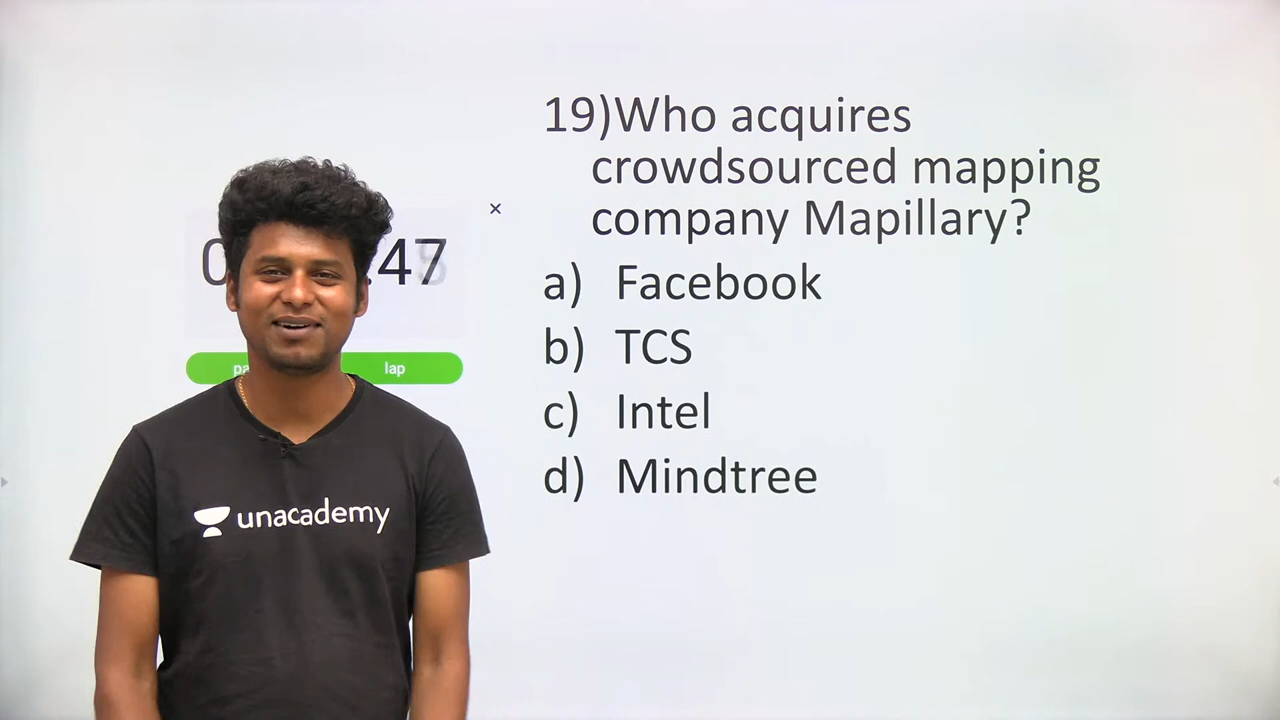 19)Who acquires
crowdsourced mapping
company Mapillary?
a) Facebook
b) TCS
c) Intel
d) Mindtree
lap
unacademy